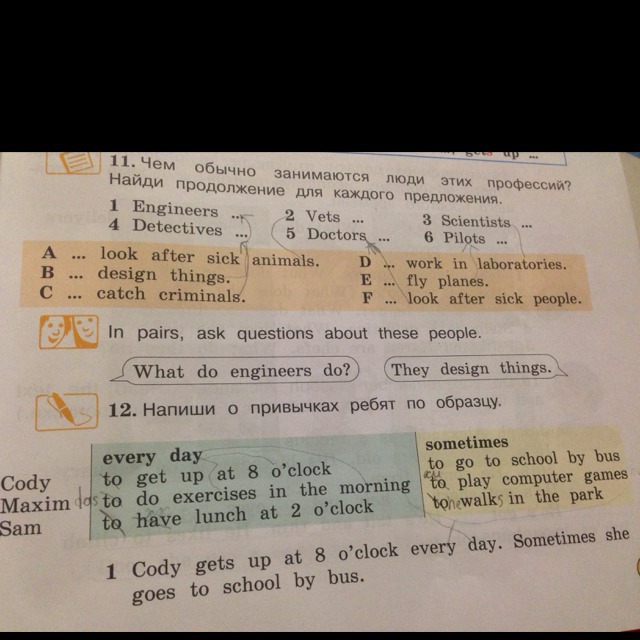 gets up ...
11. Чем обычно занимаются люди этих профессий?
Найди продолжение для каждого предложения.
1 Engineers ... 2 Vets ... 3 Scientists ...
4 Detectives ... 5 Doctors ... 6 Pilots ...
A ... look after sick animals. D ... work in laboratories.
B ... design things. E ... fly planes.
C ... catch criminals. F ... look after sick people.
In pairs, ask questions about these people.
What do engineers do? They design things.
12. Напиши о привычках ребят по образцу.
every day sometimes
Cody to get up at 8 o'clock to go to school by bus
Maxim to do exercises in the morning to play computer games
Sam to have lunch at 2 o'clock to walks in the park
1 Cody gets up at 8 o'clock every day. Sometimes she
goes to school by bus.